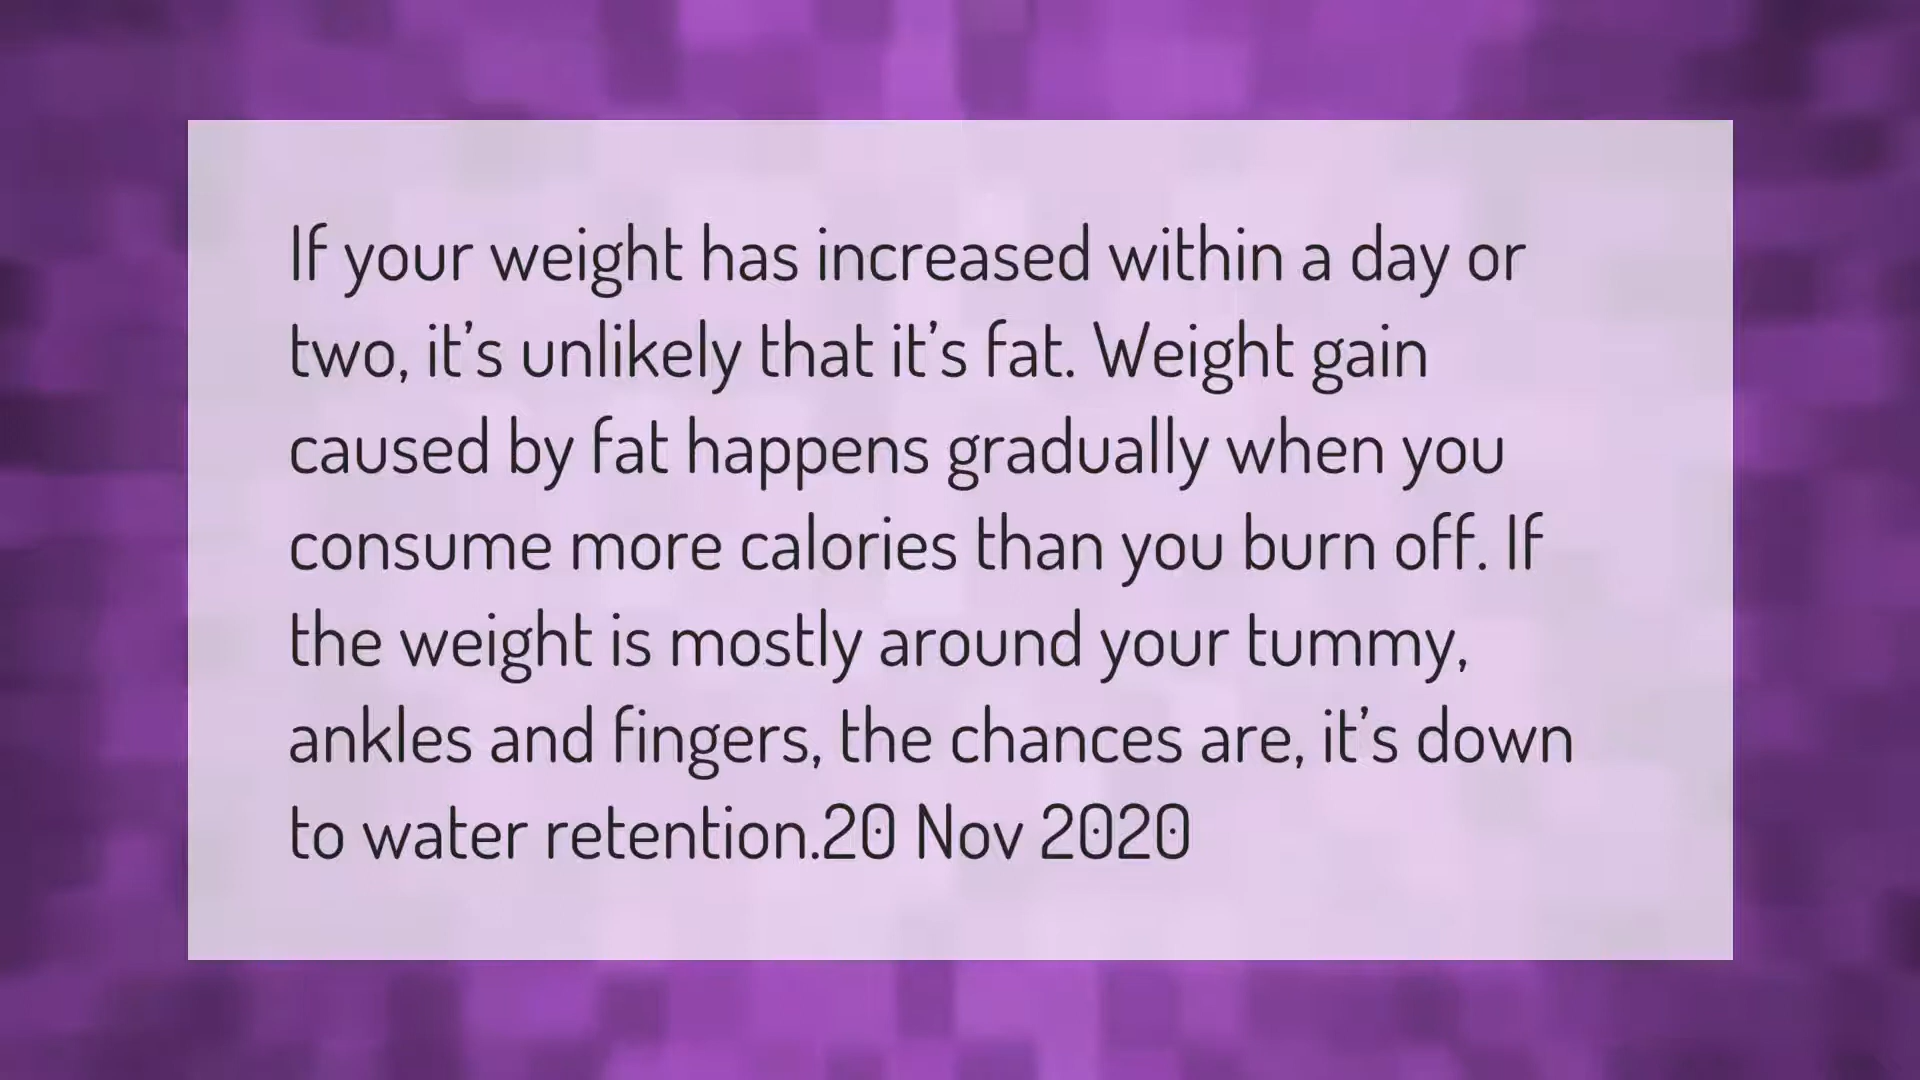 If your weight has increased within a day or
two, it’s unlikely that it’s fat. Weight gain
caused by fat happens gradually when you
consume more calories than you burn off. If
the weight is mostly around your tummy,
ankles and fingers, the chances are, it’s down
to water retention.20 Nov 2020